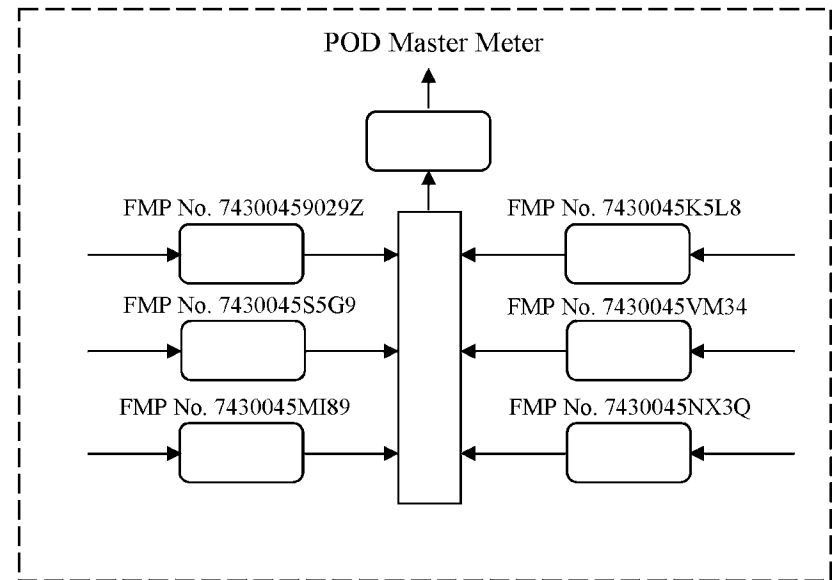 POD Master Meter
FMP No. 74300459029Z
FMP No. 7430045K5L8
FMP No. 7430045S5G9
FMP No. 7430045VM34
FMP No. 7430045MI89
FMP No. 7430045NX3Q